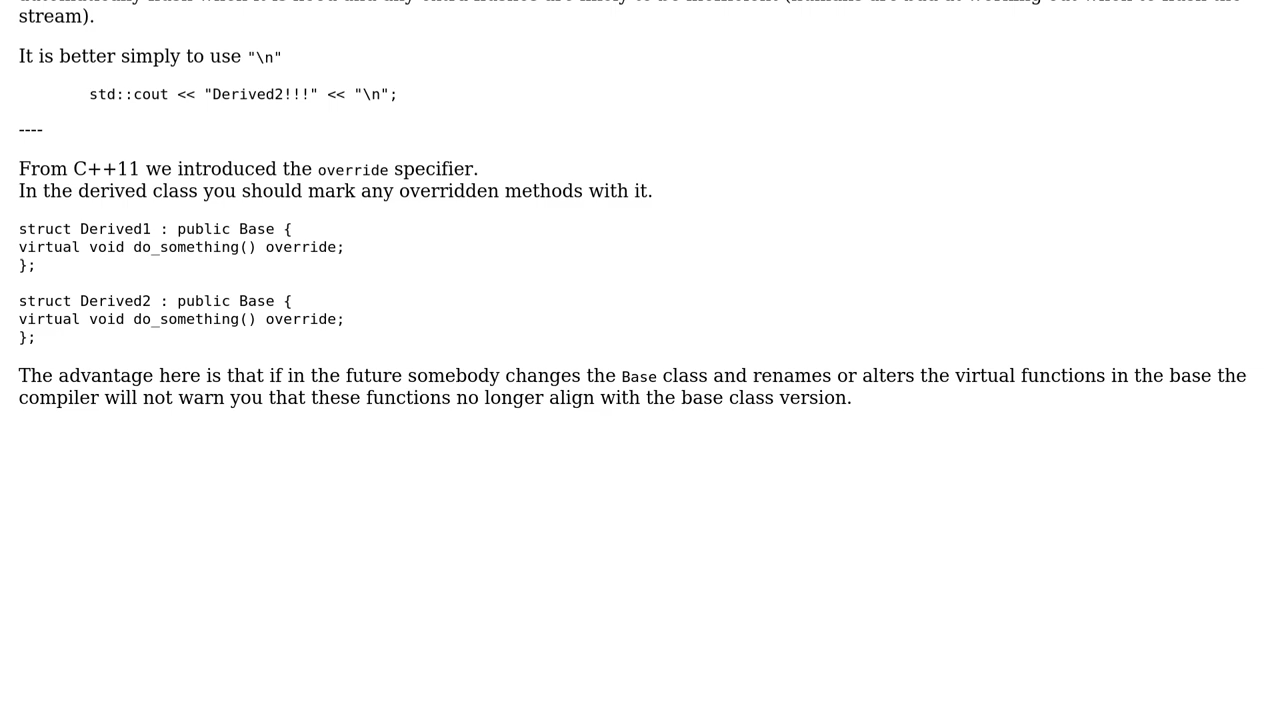 stream).
It is better simply to use "\n"
std::cout << "Derived2!!!" << "\n";
----
From C++11 we introduced the override specifier.
In the derived class you should mark any overridden methods with it.
struct Derived1 : public Base {
virtual void do_something() override;
};
struct Derived2 : public Base {
virtual void do_something() override;
};
The advantage here is that if in the future somebody changes the Base class and renames or alters the virtual functions in the base the
compiler will not warn you that these functions no longer align with the base class version.